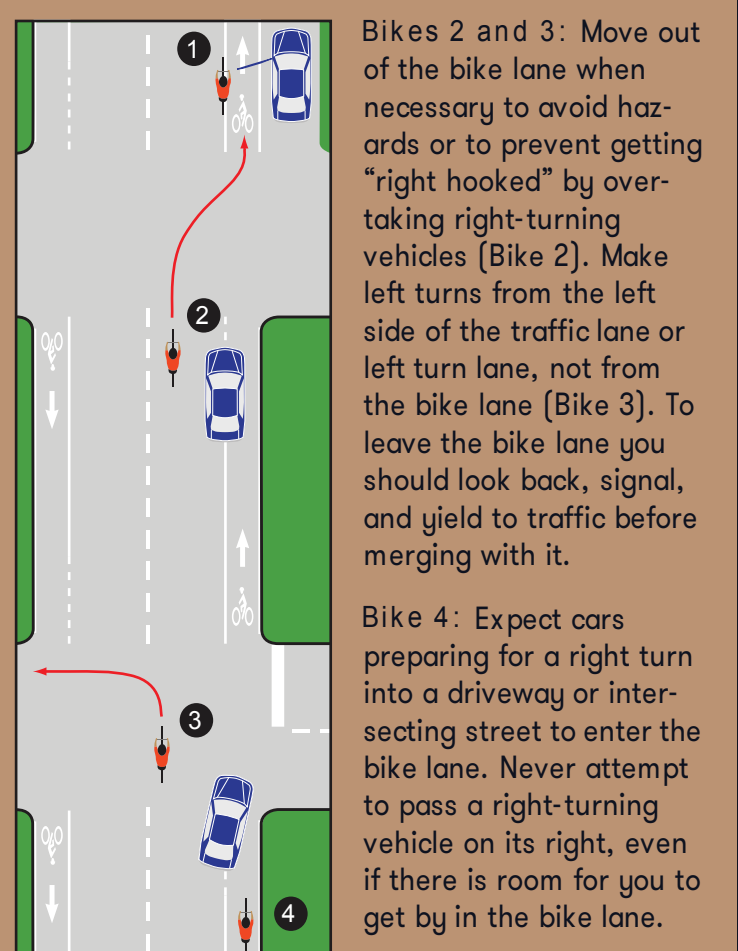 1
2
3
4
Bikes 2 and 3: Move out
of the bike lane when
necessary to avoid haz-
ards or to prevent getting
“right hooked” by over-
taking right-turning
vehicles (Bike 2). Make
left turns from the left
side of the traffic lane or
left turn lane, not from
the bike lane (Bike 3). To
leave the bike lane you
should look back, signal,
and yield to traffic before
merging with it.
Bike 4: Expect cars
preparing for a right turn
into a driveway or inter-
secting street to enter the
bike lane. Never attempt
to pass a right-turning
vehicle on its right, even
if there is room for you to
get by in the bike lane.